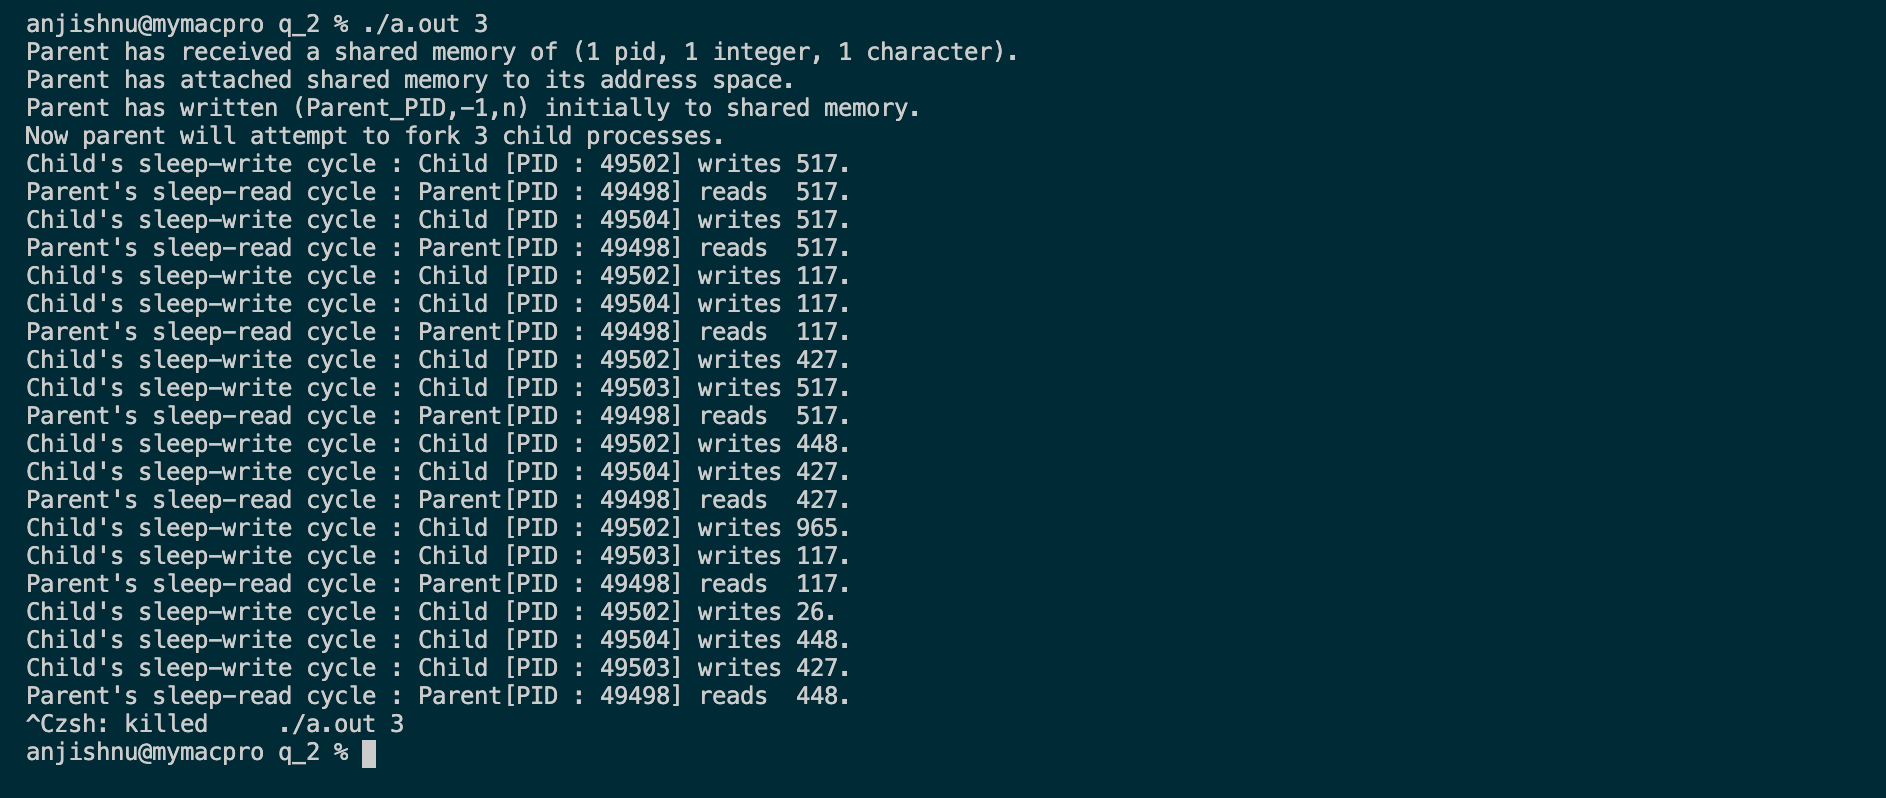 anjishnu@mymacpro q_2 % ./a.out 3
Parent has received a shared memory of (1 pid, 1 integer, 1 character).
Parent has attached shared memory to its address space.
Parent has written (Parent_PID,-1,n) initially to shared memory.
Now parent will attempt to fork 3 child processes.
Child's sleep-write cycle : Child [PID : 49502] writes 517.
Parent's sleep-read cycle : Parent[PID : 49498] reads  517.
Child's sleep-write cycle : Child [PID : 49504] writes 517.
Parent's sleep-read cycle : Parent[PID : 49498] reads  517.
Child's sleep-write cycle : Child [PID : 49502] writes 117.
Child's sleep-write cycle : Child [PID : 49504] writes 117.
Parent's sleep-read cycle : Parent[PID : 49498] reads  117.
Child's sleep-write cycle : Child [PID : 49502] writes 427.
Child's sleep-write cycle : Child [PID : 49503] writes 517.
Parent's sleep-read cycle : Parent[PID : 49498] reads  517.
Child's sleep-write cycle : Child [PID : 49502] writes 448.
Child's sleep-write cycle : Child [PID : 49504] writes 427.
Parent's sleep-read cycle : Parent[PID : 49498] reads  427.
Child's sleep-write cycle : Child [PID : 49502] writes 965.
Child's sleep-write cycle : Child [PID : 49503] writes 117.
Parent's sleep-read cycle : Parent[PID : 49498] reads  117.
Child's sleep-write cycle : Child [PID : 49502] writes 26.
Child's sleep-write cycle : Child [PID : 49504] writes 448.
Child's sleep-write cycle : Child [PID : 49503] writes 427.
Parent's sleep-read cycle : Parent[PID : 49498] reads  448.
^Czsh: killed     ./a.out 3
anjishnu@mymacpro q_2 %